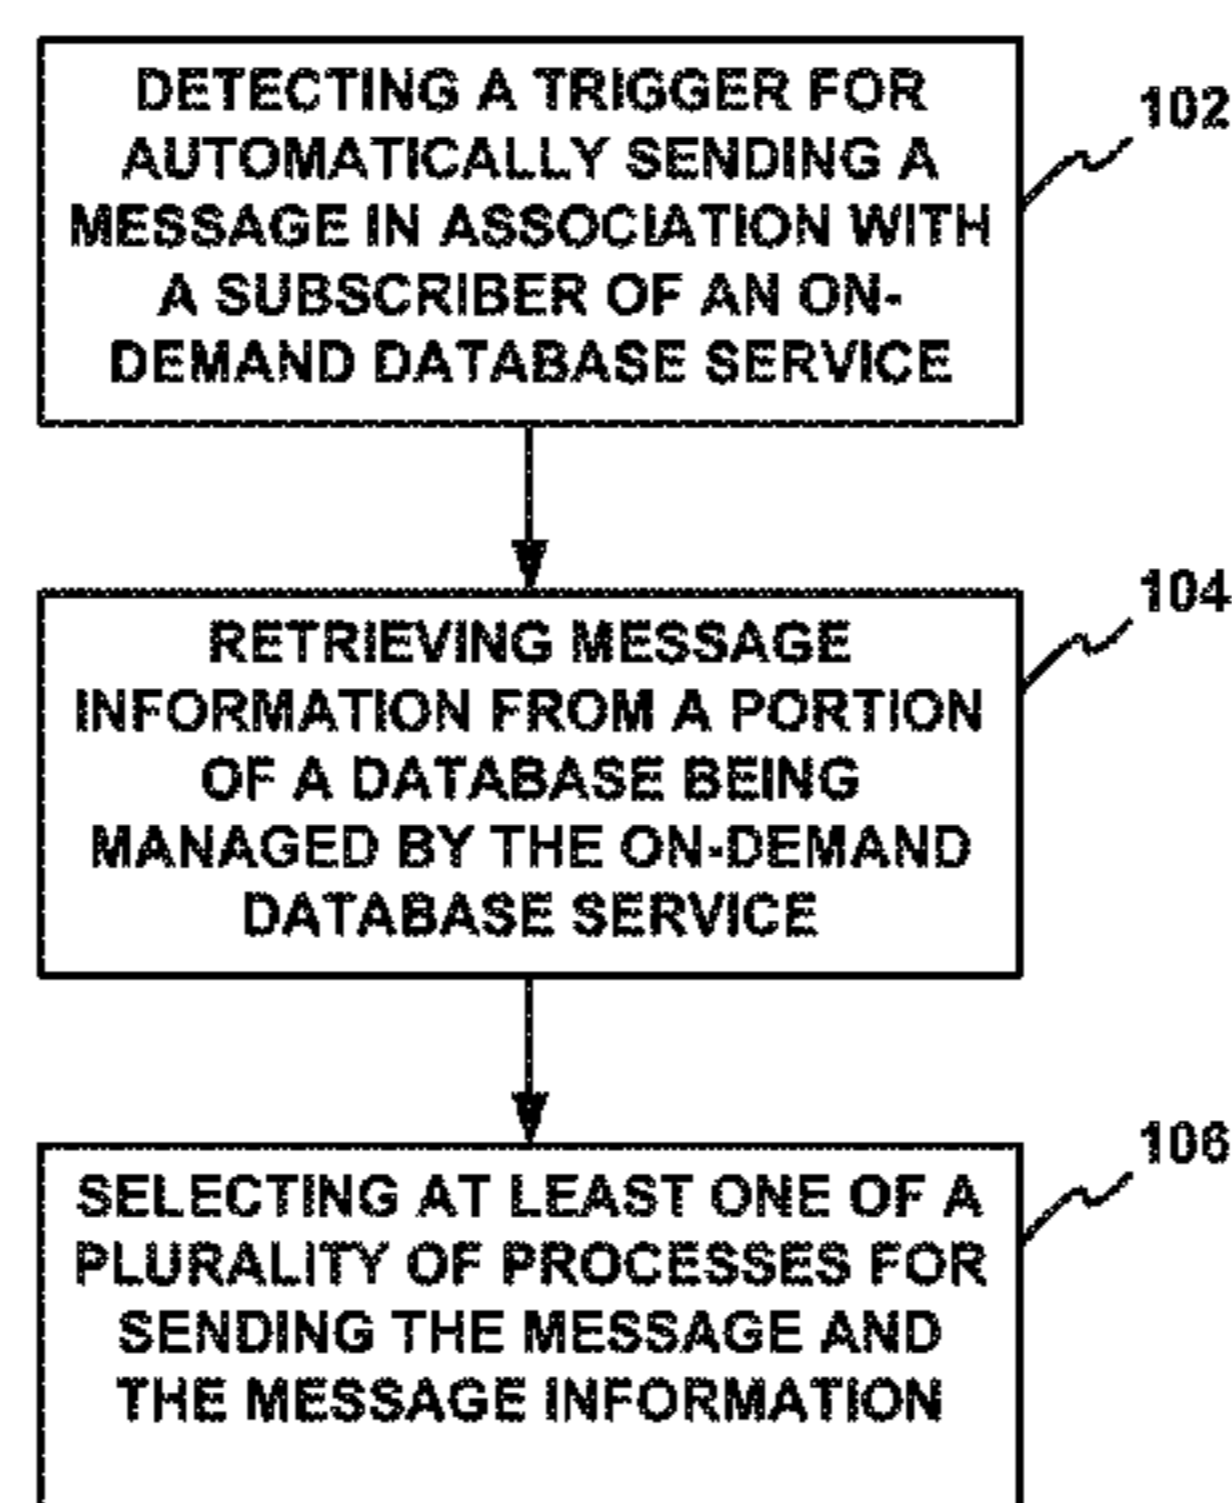 DETECTING A TRIGGER FOR
AUTOMATICALLY SENDING A
MESSAGE IN ASSOCIATION WITH
A SUBSCRIBER OF AN ON-
DEMAND DATABASE SERVICE
102
RETRIEVING MESSAGE
INFORMATION FROM A PORTION
OF A DATABASE BEING
MANAGED BY THE ON-DEMAND
DATABASE SERVICE
104
SELECTING AT LEAST ONE OF A
PLURALITY OF PROCESSES FOR
SENDING THE MESSAGE AND
THE MESSAGE INFORMATION
106